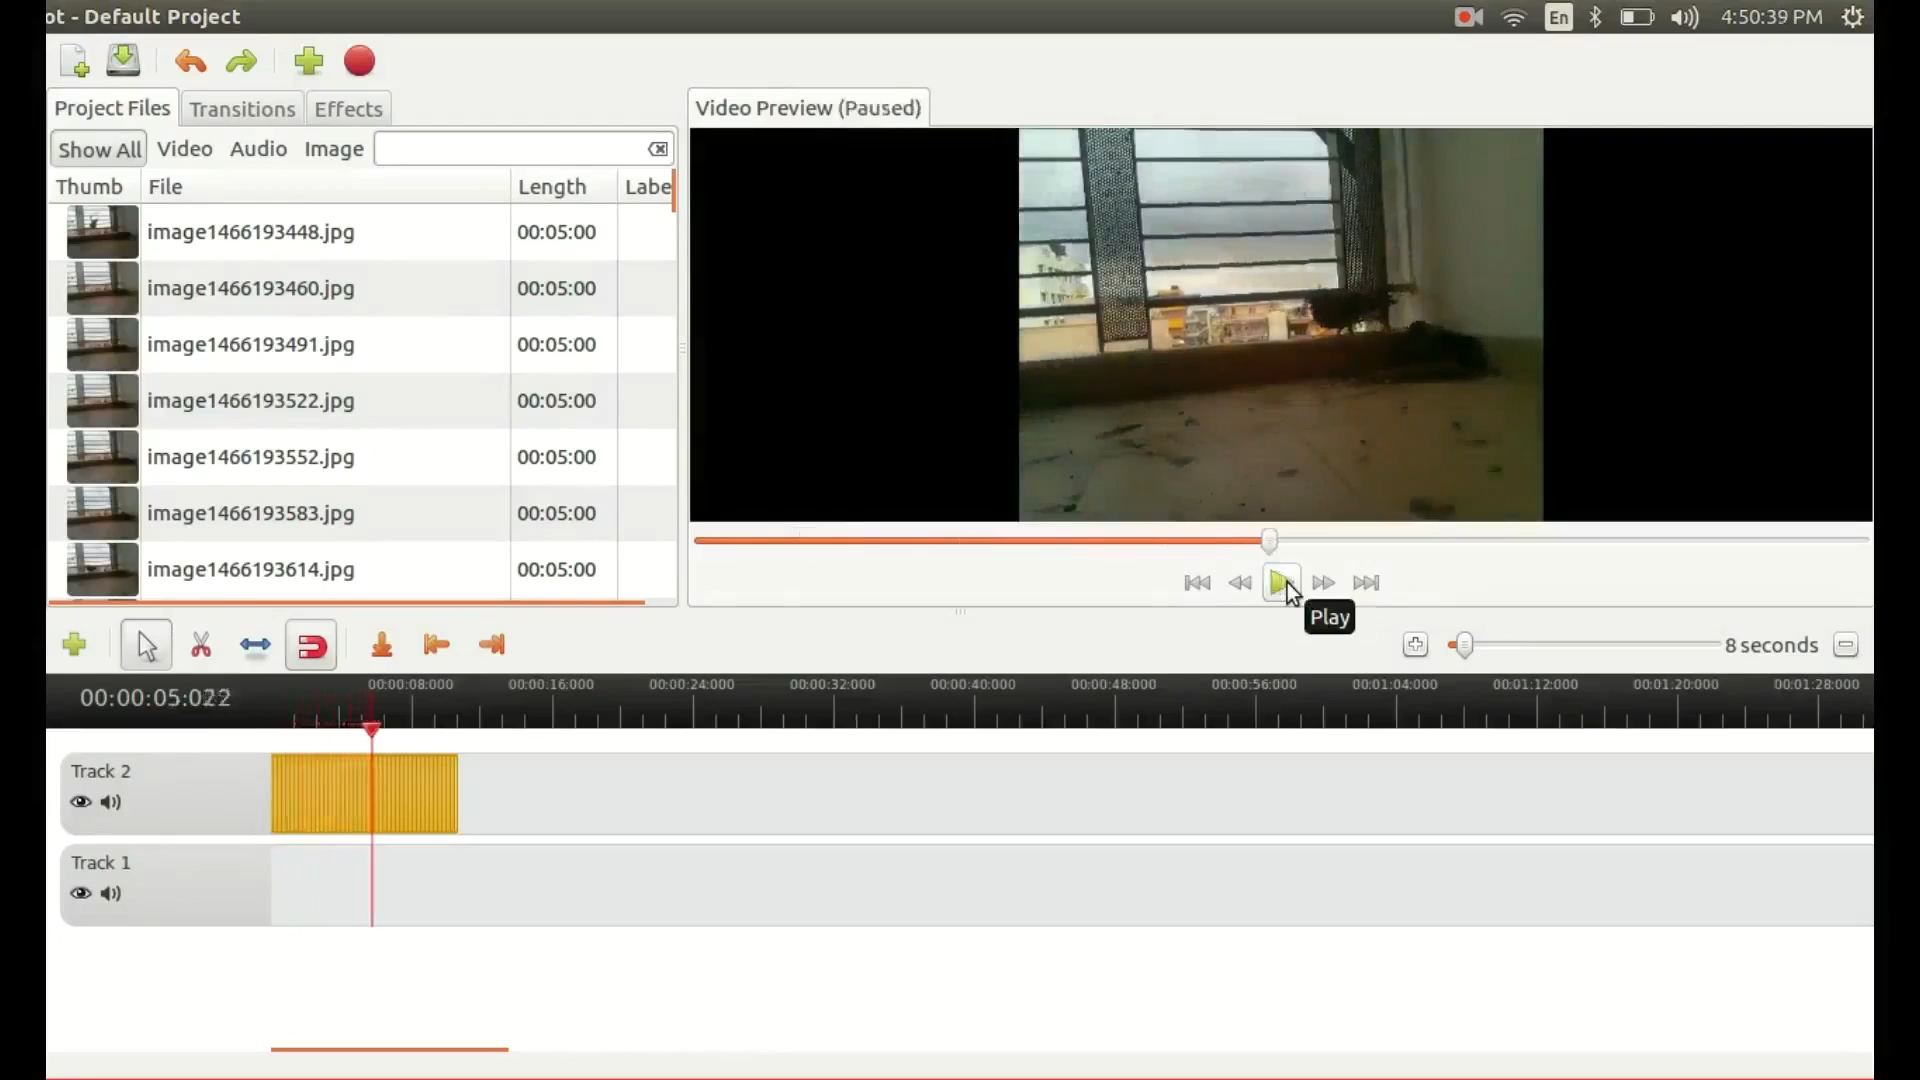 ot - Default Project
En
4:50:39 PM
Project Files
Transitions
Effects
Video Preview (Paused)
Show All
Video
Audio
Image
Thumb
File
Length
Labe
image1466193448.jpg
00:05:00
image1466193460.jpg
00:05:00
image1466193491.jpg
00:05:00
image1466193522.jpg
00:05:00
image1466193552.jpg
00:05:00
image1466193583.jpg
00:05:00
image1466193614.jpg
00:05:00
Play
8 seconds
00:00:05:022
00:00:08:000
00:00:16:000
00:00:24:000
00:00:32:000
00:00:40:000
00:00:48:000
00:00:56:000
00:01:04:000
00:01:12:000
00:01:20:000
00:01:28:000
Track 2
Track 1